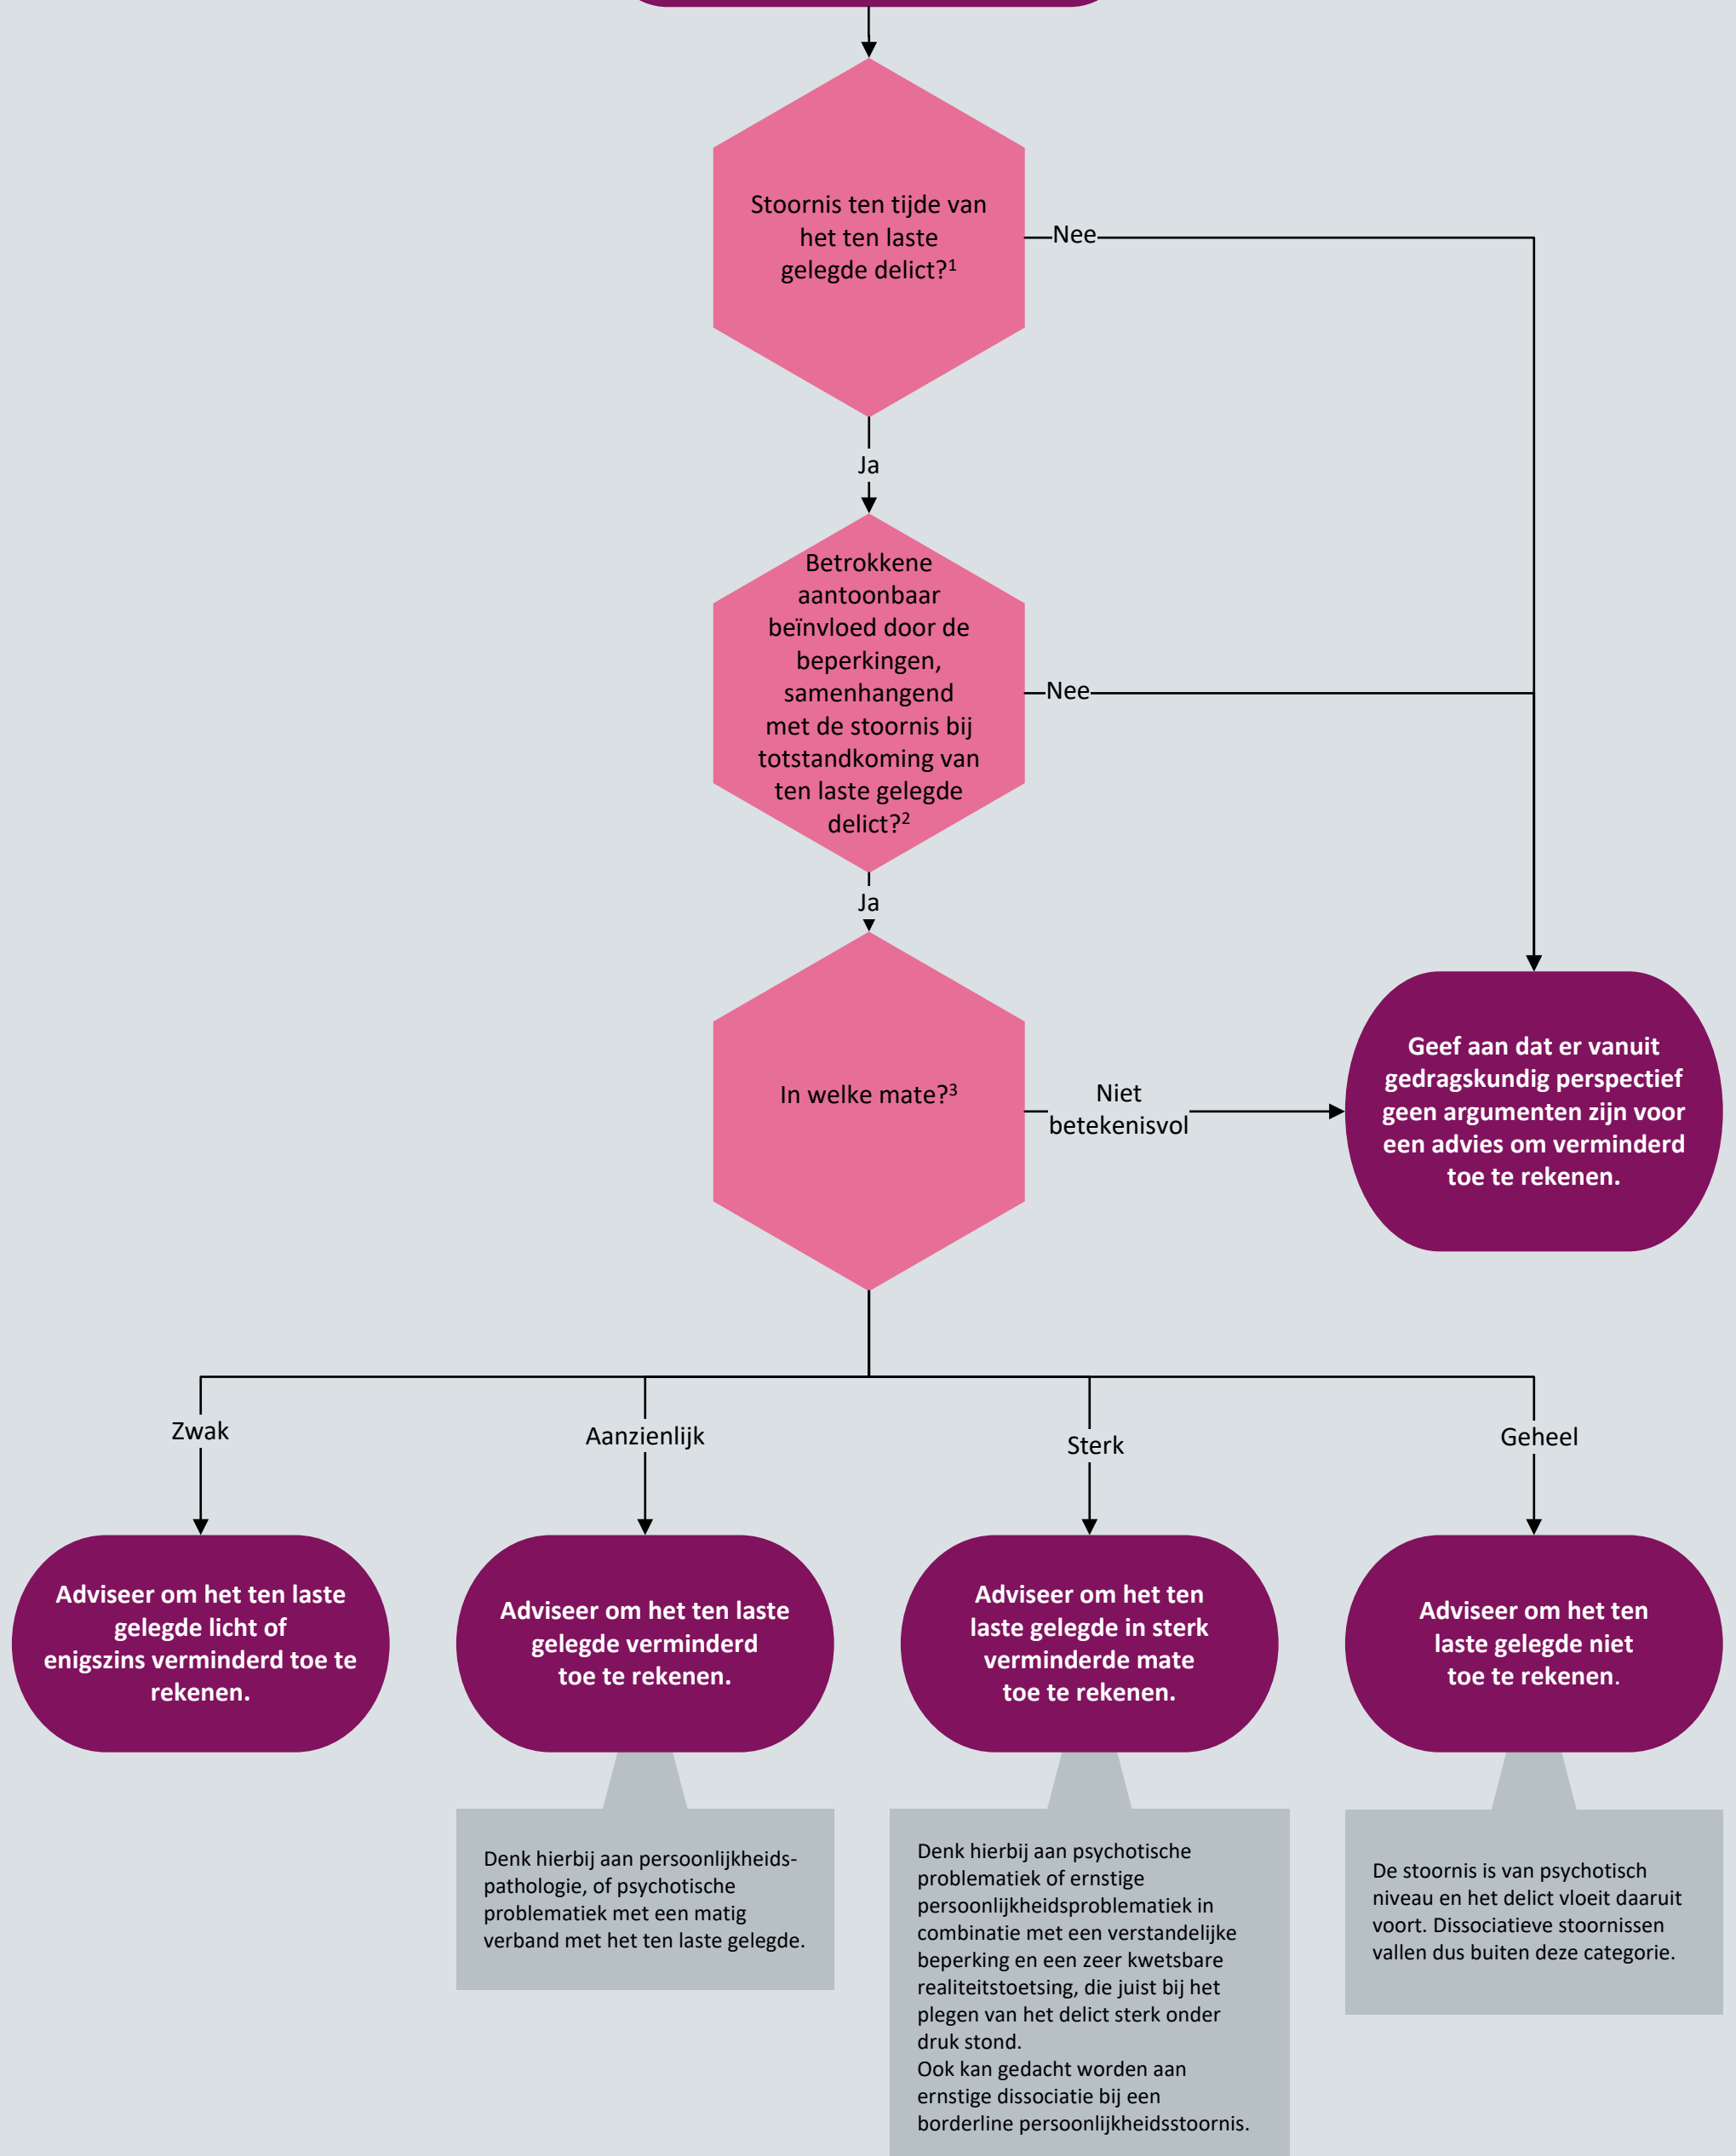 Stoornis ten tijde van
het ten laste
gelegde delict?¹
Nee
Ja
Betrokkene
aantoonbaar
beïnvloed door de
beperkingen,
samenhangend
met de stoornis bij
totstandkoming van
ten laste gelegde
delict?²
Nee
Ja
In welke mate?³
Niet
betekenisvol
Geef aan dat er vanuit
gedragskundig perspectief
geen argumenten zijn voor
een advies om verminderd
toe te rekenen.
Zwak
Aanzienlijk
Sterk
Geheel
Adviseer om het ten laste
gelegde licht of
enigszins verminderd toe te
rekenen.
Adviseer om het ten laste
gelegde verminderd
toe te rekenen.
Adviseer om het ten
laste gelegde in sterk
verminderde mate
toe te rekenen.
Adviseer om het ten
laste gelegde niet
toe te rekenen.
Denk hierbij aan persoonlijkheids-
pathologie, of psychotische
problematiek met een matig
verband met het ten laste gelegde.
Denk hierbij aan psychotische
problematiek of ernstige
persoonlijkheidsproblematiek in
combinatie met een verstandelijke
beperking en een zeer kwetsbare
realiteitstoetsing, die juist bij het
plegen van het delict sterk onder
druk stond.
Ook kan gedacht worden aan
ernstige dissociatie bij een
borderline persoonlijkheidsstoornis.
De stoornis is van psychotisch
niveau en het delict vloeit daaruit
voort. Dissociatieve stoornissen
vallen dus buiten deze categorie.